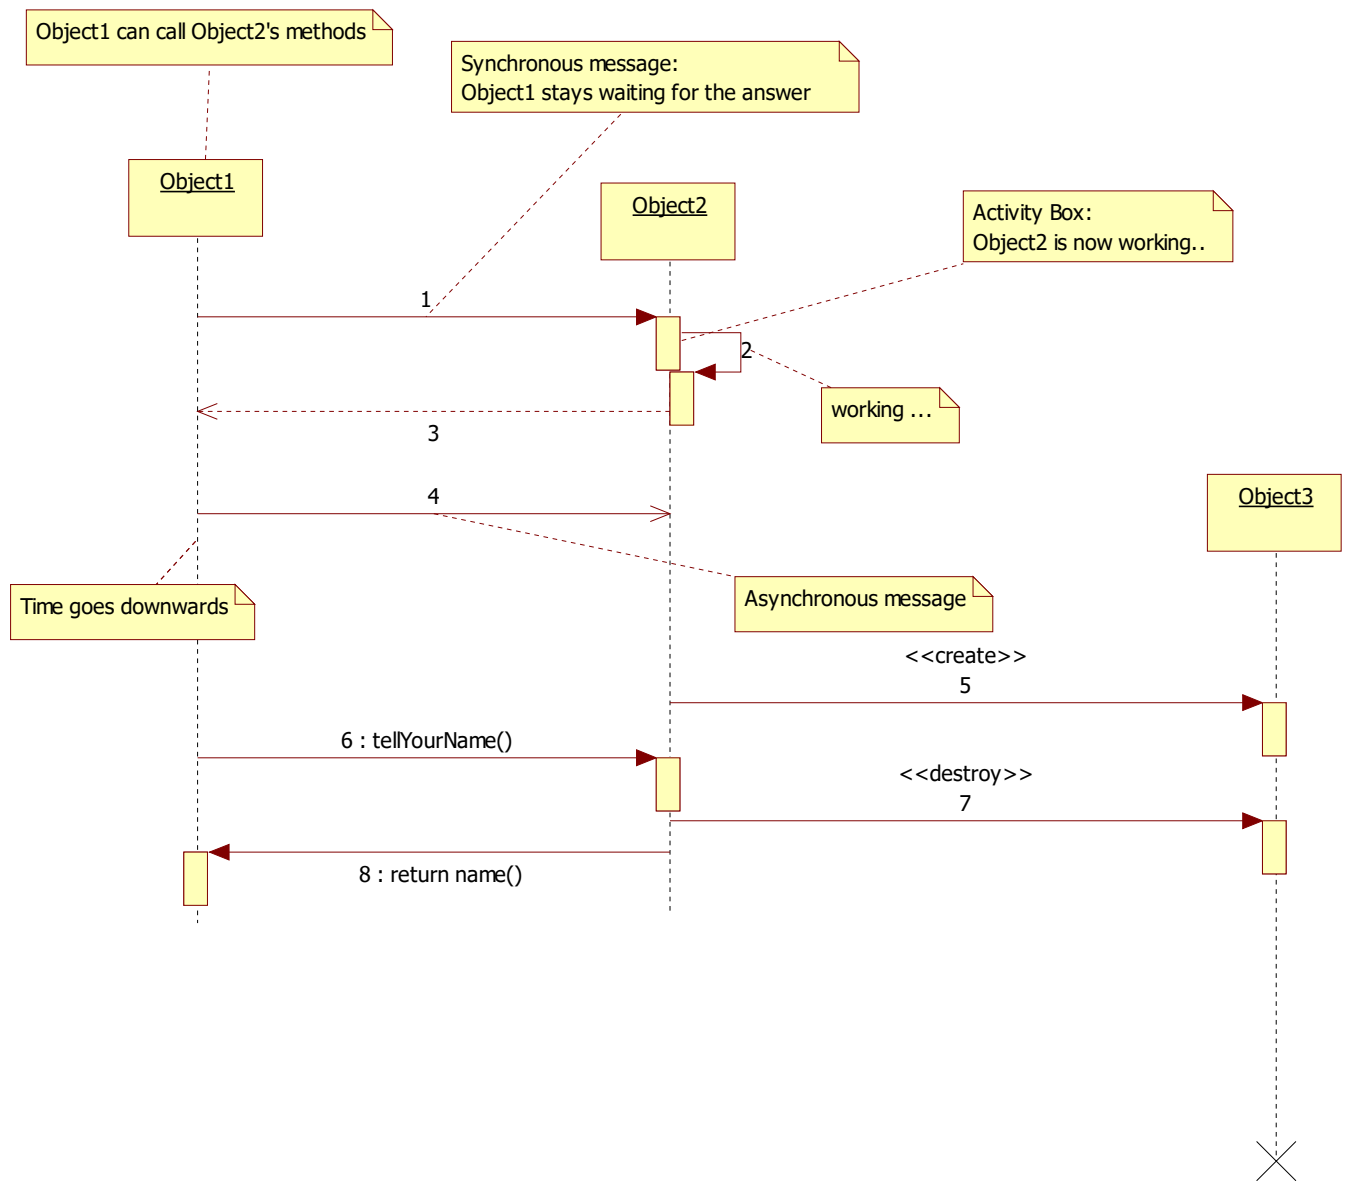 Object1 can call Object2's methods
Synchronous message:
Object1 stays waiting for the answer
Object1
Object2
Activity Box:
Object2 is now working..
1
2
working ...
3
4
Object3
Time goes downwards
Asynchronous message
<<create>>
5
6 : tellYourName()
<<destroy>>
7
8 : return name()